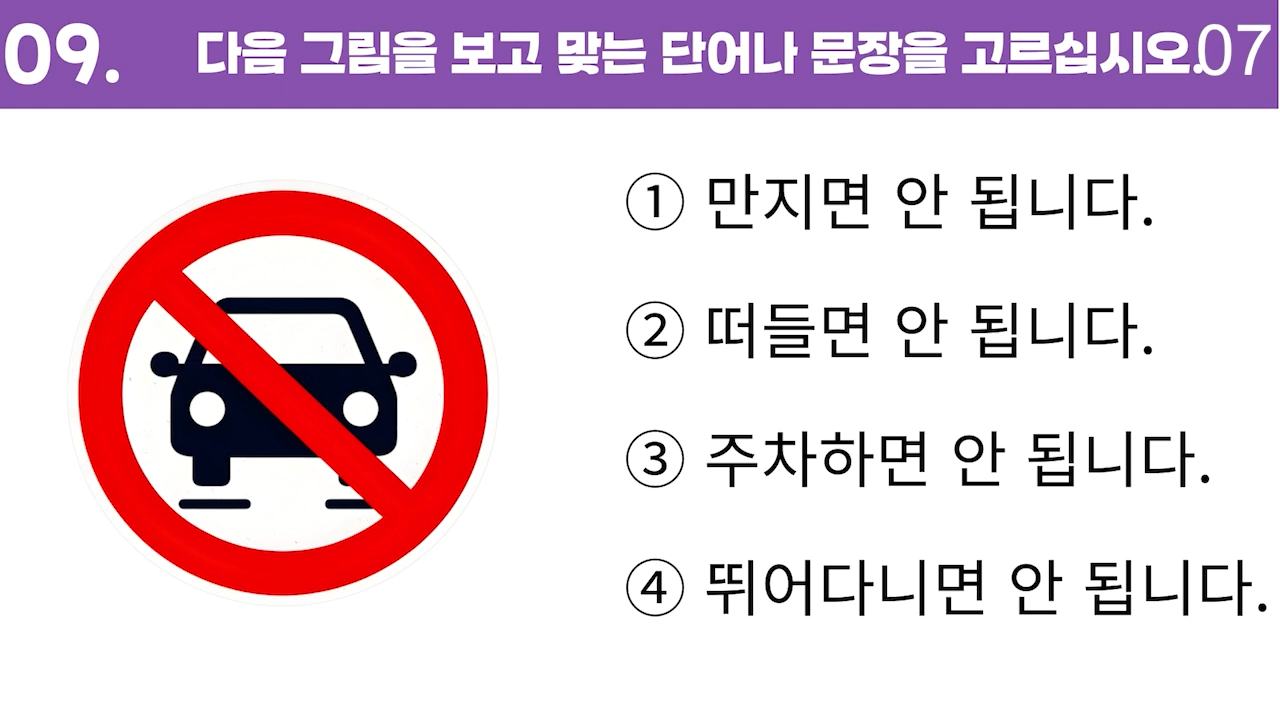 09. 다음 그림을 보고 맞는 단어나 문장을 고르십시오.07
① 만지면 안 됩니다.
② 떠들면 안 됩니다.
③ 주차하면 안 됩니다.
④ 뛰어다니면 안 됩니다.